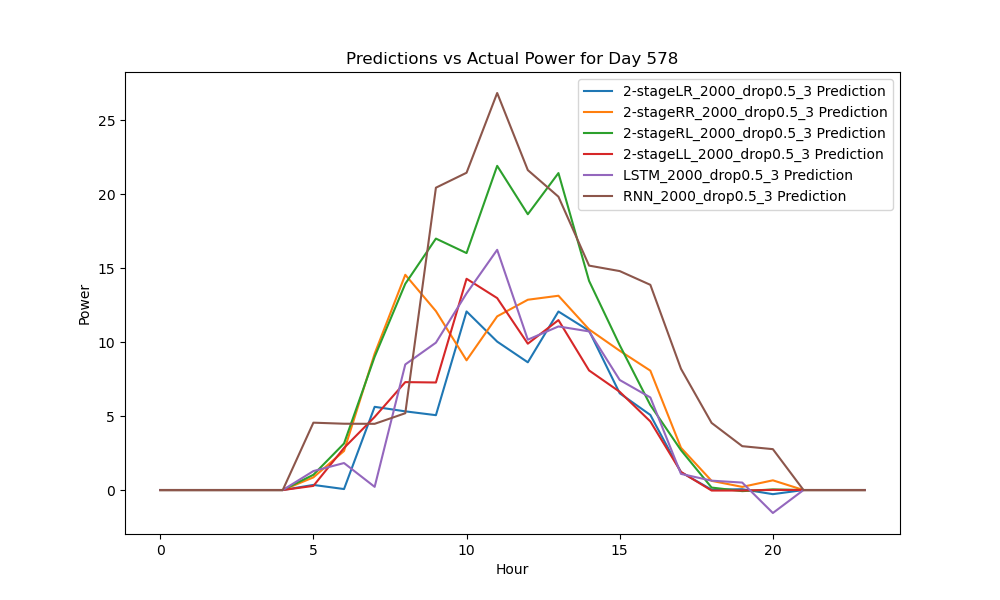 Predictions vs Actual Power for Day 578
2-stageLR_2000_drop0.5_3 Prediction
2-stageRR_2000_drop0.5_3 Prediction
2-stageRL_2000_drop0.5_3 Prediction
2-stageLL_2000_drop0.5_3 Prediction
LSTM_2000_drop0.5_3 Prediction
RNN_2000_drop0.5_3 Prediction
Power
25
20
15
10
5
0
0 5 10 15 20
Hour